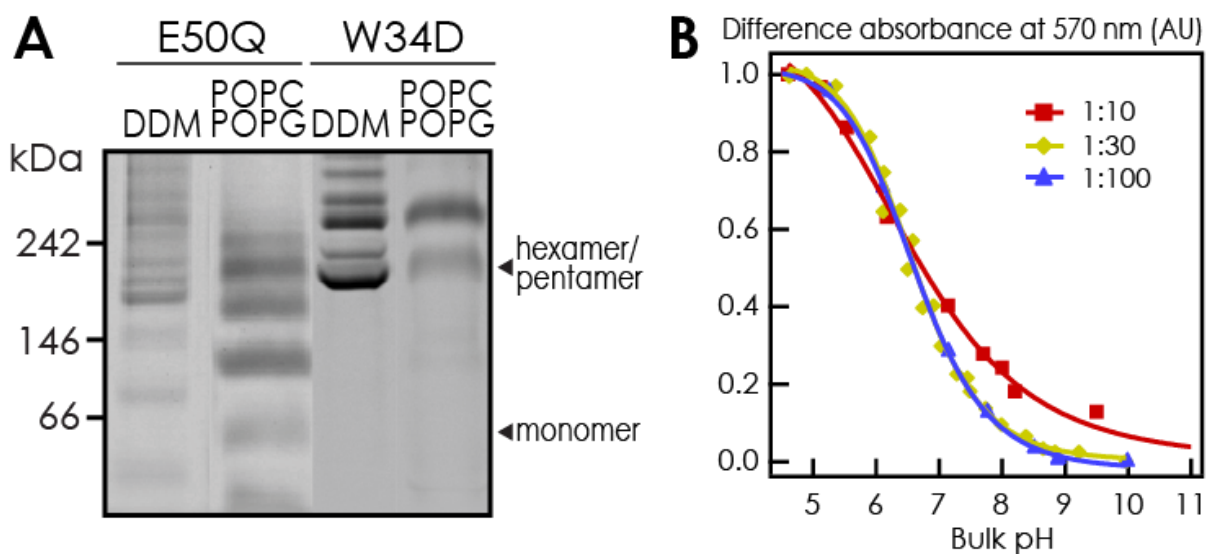 A
E50Q W34D
POPC POPC
DDM POPG DDM POPG
kDa
242
146
66
hexamer/
pentamer
monomer
B
Difference absorbance at 570 nm (AU)
1.0
0.8
0.6
0.4
0.2
0.0
1:10
1:30
1:100
5 6 7 8 9 10 11
Bulk pH